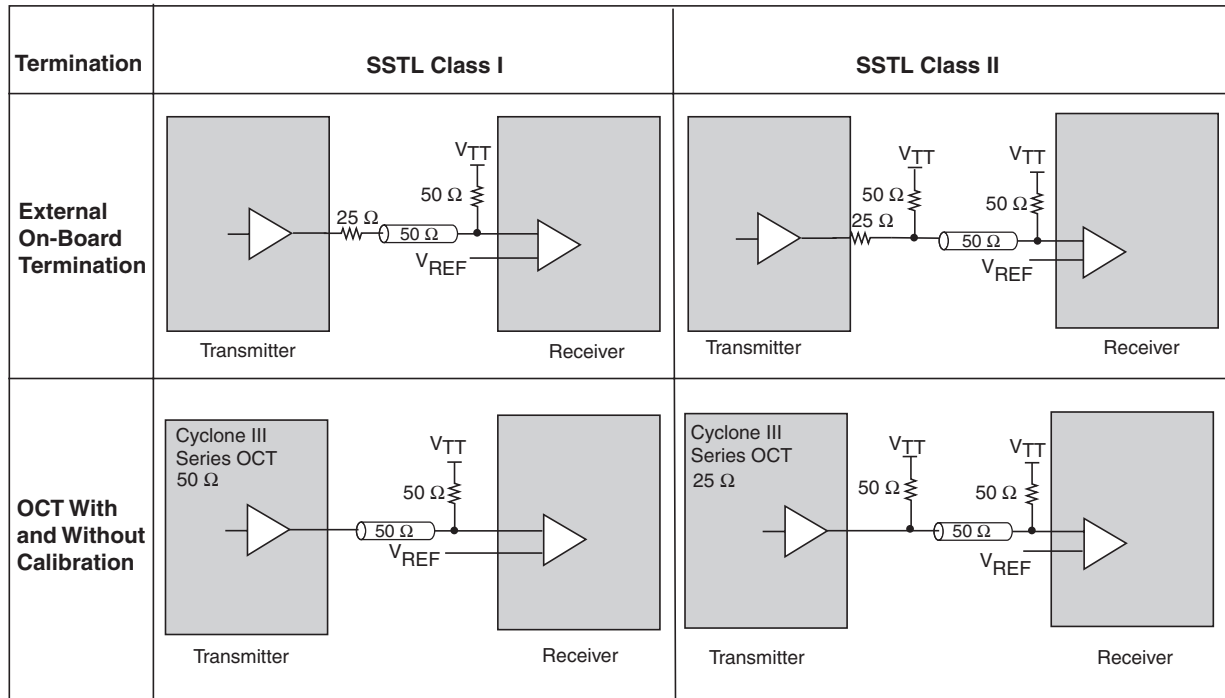 Termination
SSTL Class I
SSTL Class II
External
On-Board
Termination
VTT
50 Ω
25 Ω
50 Ω
VREF
Transmitter
Receiver
VTT
VTT
50 Ω
50 Ω
25 Ω
50 Ω
VREF
Transmitter
Receiver
OCT With
and Without
Calibration
Cyclone III
Series OCT
50 Ω
VTT
50 Ω
50 Ω
VREF
Transmitter
Receiver
Cyclone III
Series OCT
25 Ω
VTT
VTT
50 Ω
50 Ω
50 Ω
VREF
Transmitter
Receiver